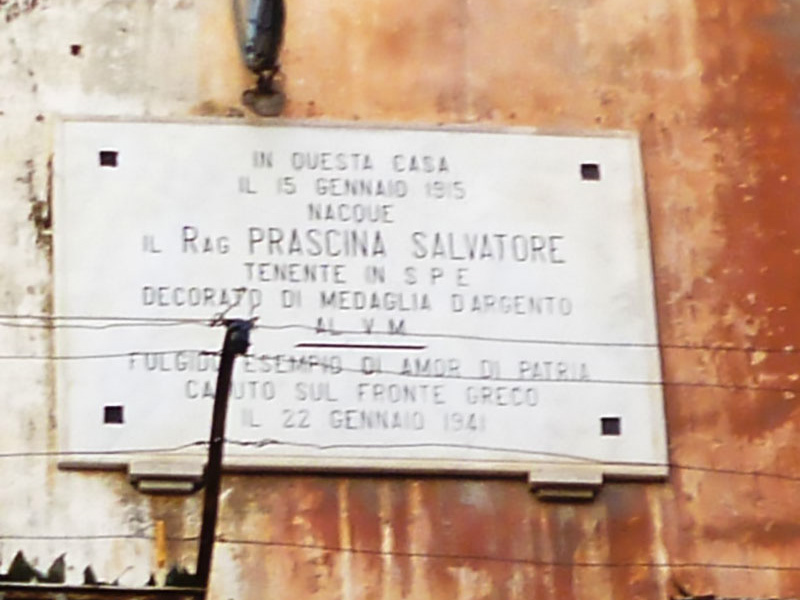 IN QUESTA CASA
IL 15 GENNAIO 1915
NACQUE
IL RAG PRASCINA SALVATORE
TENENTE IN S P E
DECORATO DI MEDAGLIA D'ARGENTO
AL V M
FULGIDO ESEMPIO DI AMOR DI PATRIA
CADUTO SUL FRONTE GRECO
IL 22 GENNAIO 1941